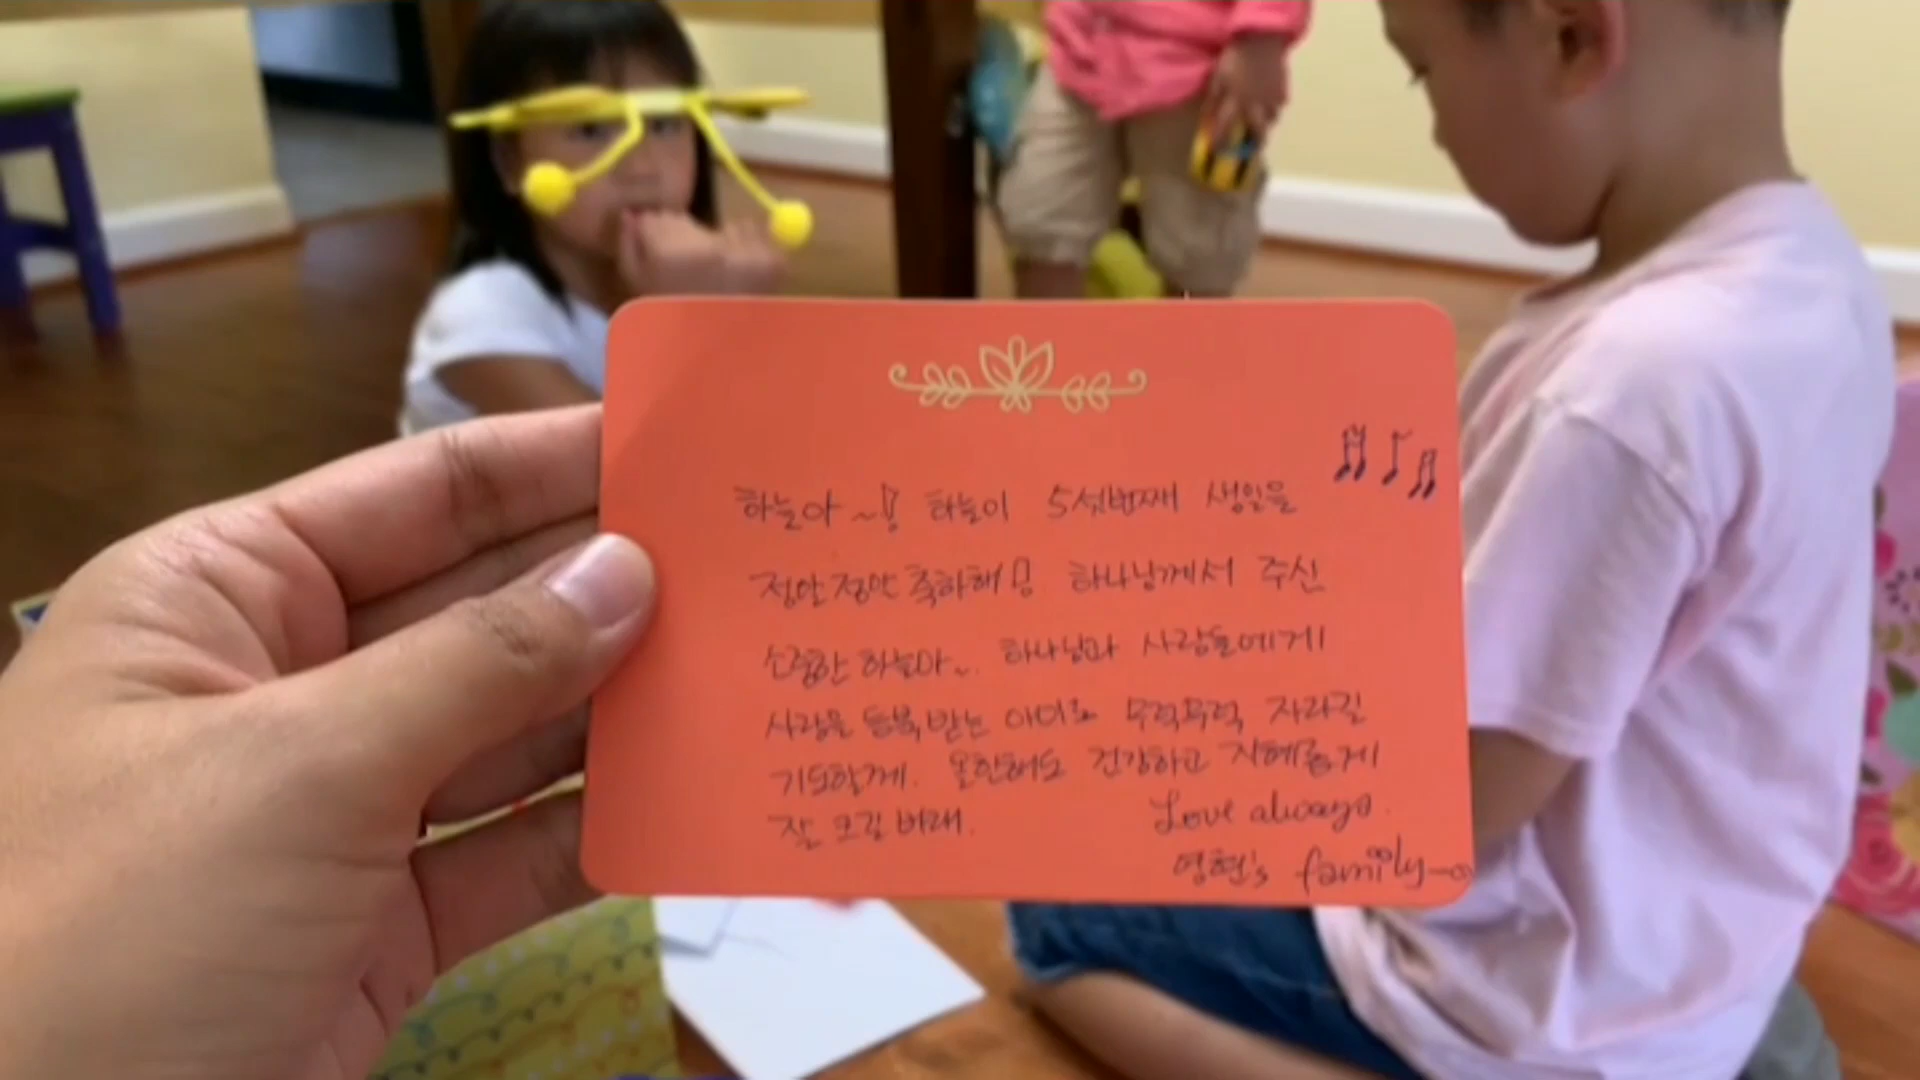 하늘아~!! 하늘이 5섯번째 생일을
정말 정말 축하해!! 하나님께서 주신
소중한 하늘아~. 하나님과 사람들에게
사랑을 듬뿍 받는 아이로 무럭무럭 자라길
기도할게. 올한해도 건강하고 지혜롭게
잘 크길 바래.
Love always.
영현's family